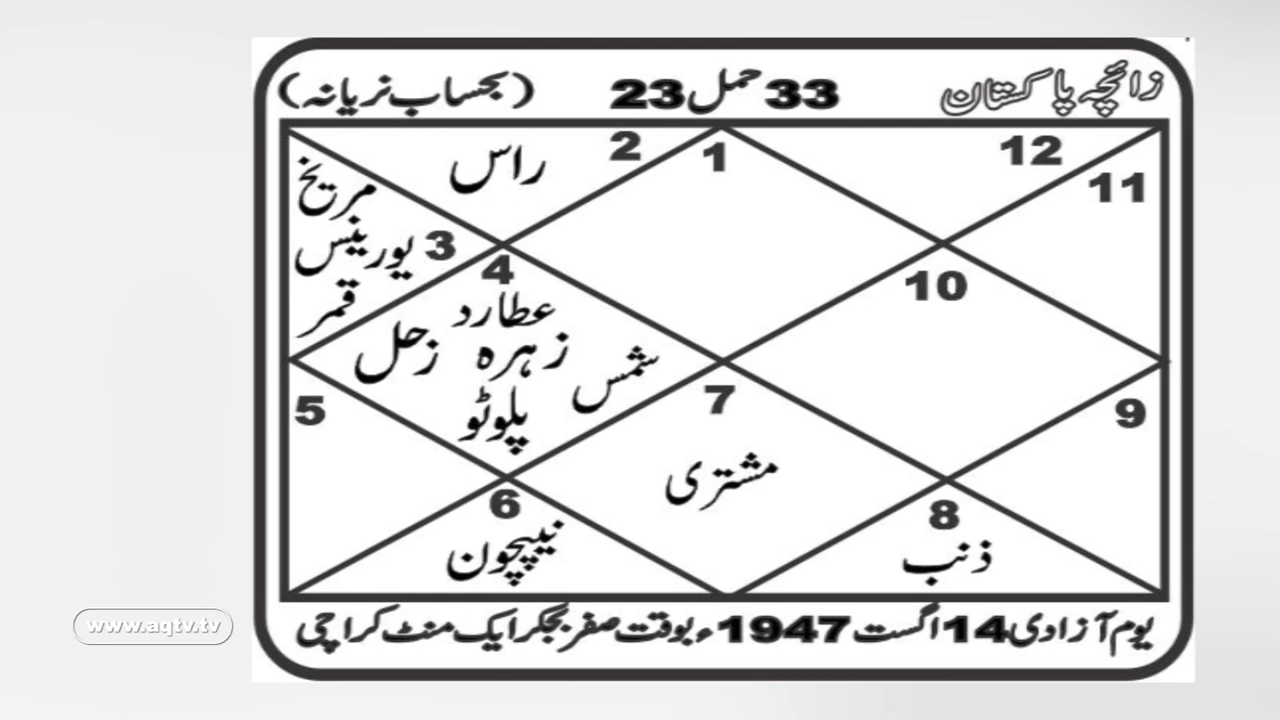 زائچہ پاکستان 33 حمل 23 (بحساب نریانہ)
1
2 راس
3 مریخ
یورینس
قمر
4
عطارد
زہرہ زحل
شمس
پلوٹو
5
6
نیپچون
7
مشتری
8
ذنب
9
10
11
12
یوم آزادی 14 اگست 1947ء بوقت صفر بجکر ایک منٹ کراچی
www.aqtv.tv